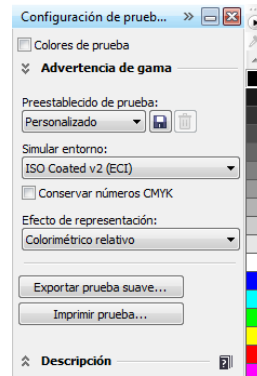 Configuración de prueb...
Colores de prueba
Advertencia de gama
Preestablecido de prueba:
Personalizado
Simular entorno:
ISO Coated v2 (ECI)
Conservar números CMYK
Efecto de representación:
Colorimétrico relativo
Exportar prueba suave...
Imprimir prueba...
Descripción